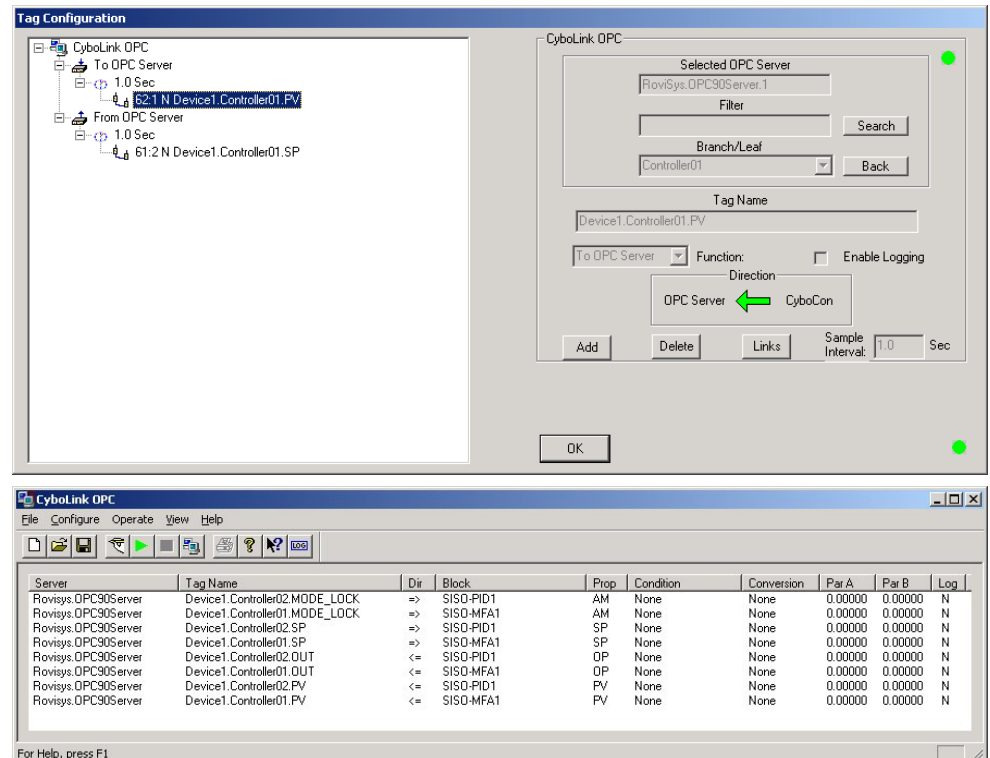 Tag Configuration
CyboLink OPC
To OPC Server
1.0 Sec
62:1 N Device1.Controller01.PV
From OPC Server
1.0 Sec
61:2 N Device1.Controller01.SP
CyboLink OPC
Selected OPC Server
RoviSys.OPC90Server.1
Filter
Search
Branch/Leaf
Controller01
Back
Tag Name
Device1.Controller01.PV
To OPC Server Function: Enable Logging
Direction
OPC Server CyboCon
Add Delete Links Sample Interval: 1.0 Sec
OK
CyboLink OPC
File Configure Operate View Help
LOG
Server Tag Name Dir Block Prop Condition Conversion Par A Par B Log
Rovisys.OPC90Server Device1.Controller02.MODE_LOCK => SISO-PID1 AM None None 0.00000 0.00000 N
Rovisys.OPC90Server Device1.Controller01.MODE_LOCK => SISO-MFA1 AM None None 0.00000 0.00000 N
Rovisys.OPC90Server Device1.Controller02.SP => SISO-PID1 SP None None 0.00000 0.00000 N
Rovisys.OPC90Server Device1.Controller01.SP => SISO-MFA1 SP None None 0.00000 0.00000 N
Rovisys.OPC90Server Device1.Controller02.OUT <= SISO-PID1 OP None None 0.00000 0.00000 N
Rovisys.OPC90Server Device1.Controller01.OUT <= SISO-MFA1 OP None None 0.00000 0.00000 N
Rovisys.OPC90Server Device1.Controller02.PV <= SISO-PID1 PV None None 0.00000 0.00000 N
Rovisys.OPC90Server Device1.Controller01.PV <= SISO-MFA1 PV None None 0.00000 0.00000 N
For Help, press F1